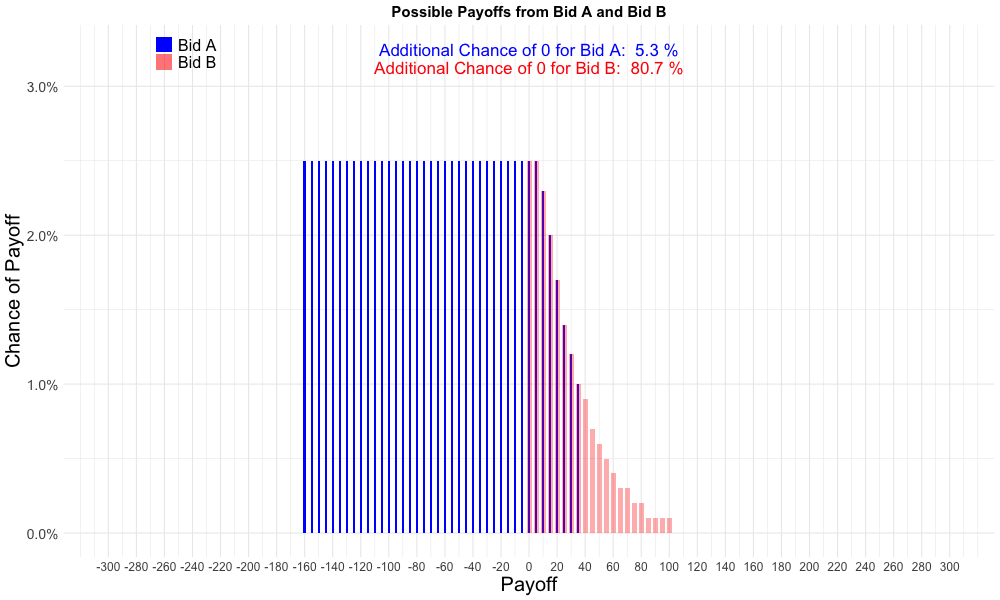 Possible Payoffs from Bid A and Bid B
Bid A
Bid B
Additional Chance of 0 for Bid A:  5.3 %
Additional Chance of 0 for Bid B:  80.7 %
Chance of Payoff
3.0%
2.0%
1.0%
0.0%
-300 -280 -260 -240 -220 -200 -180 -160 -140 -120 -100 -80 -60 -40 -20 0 20 40 60 80 100 120 140 160 180 200 220 240 260 280 300
Payoff